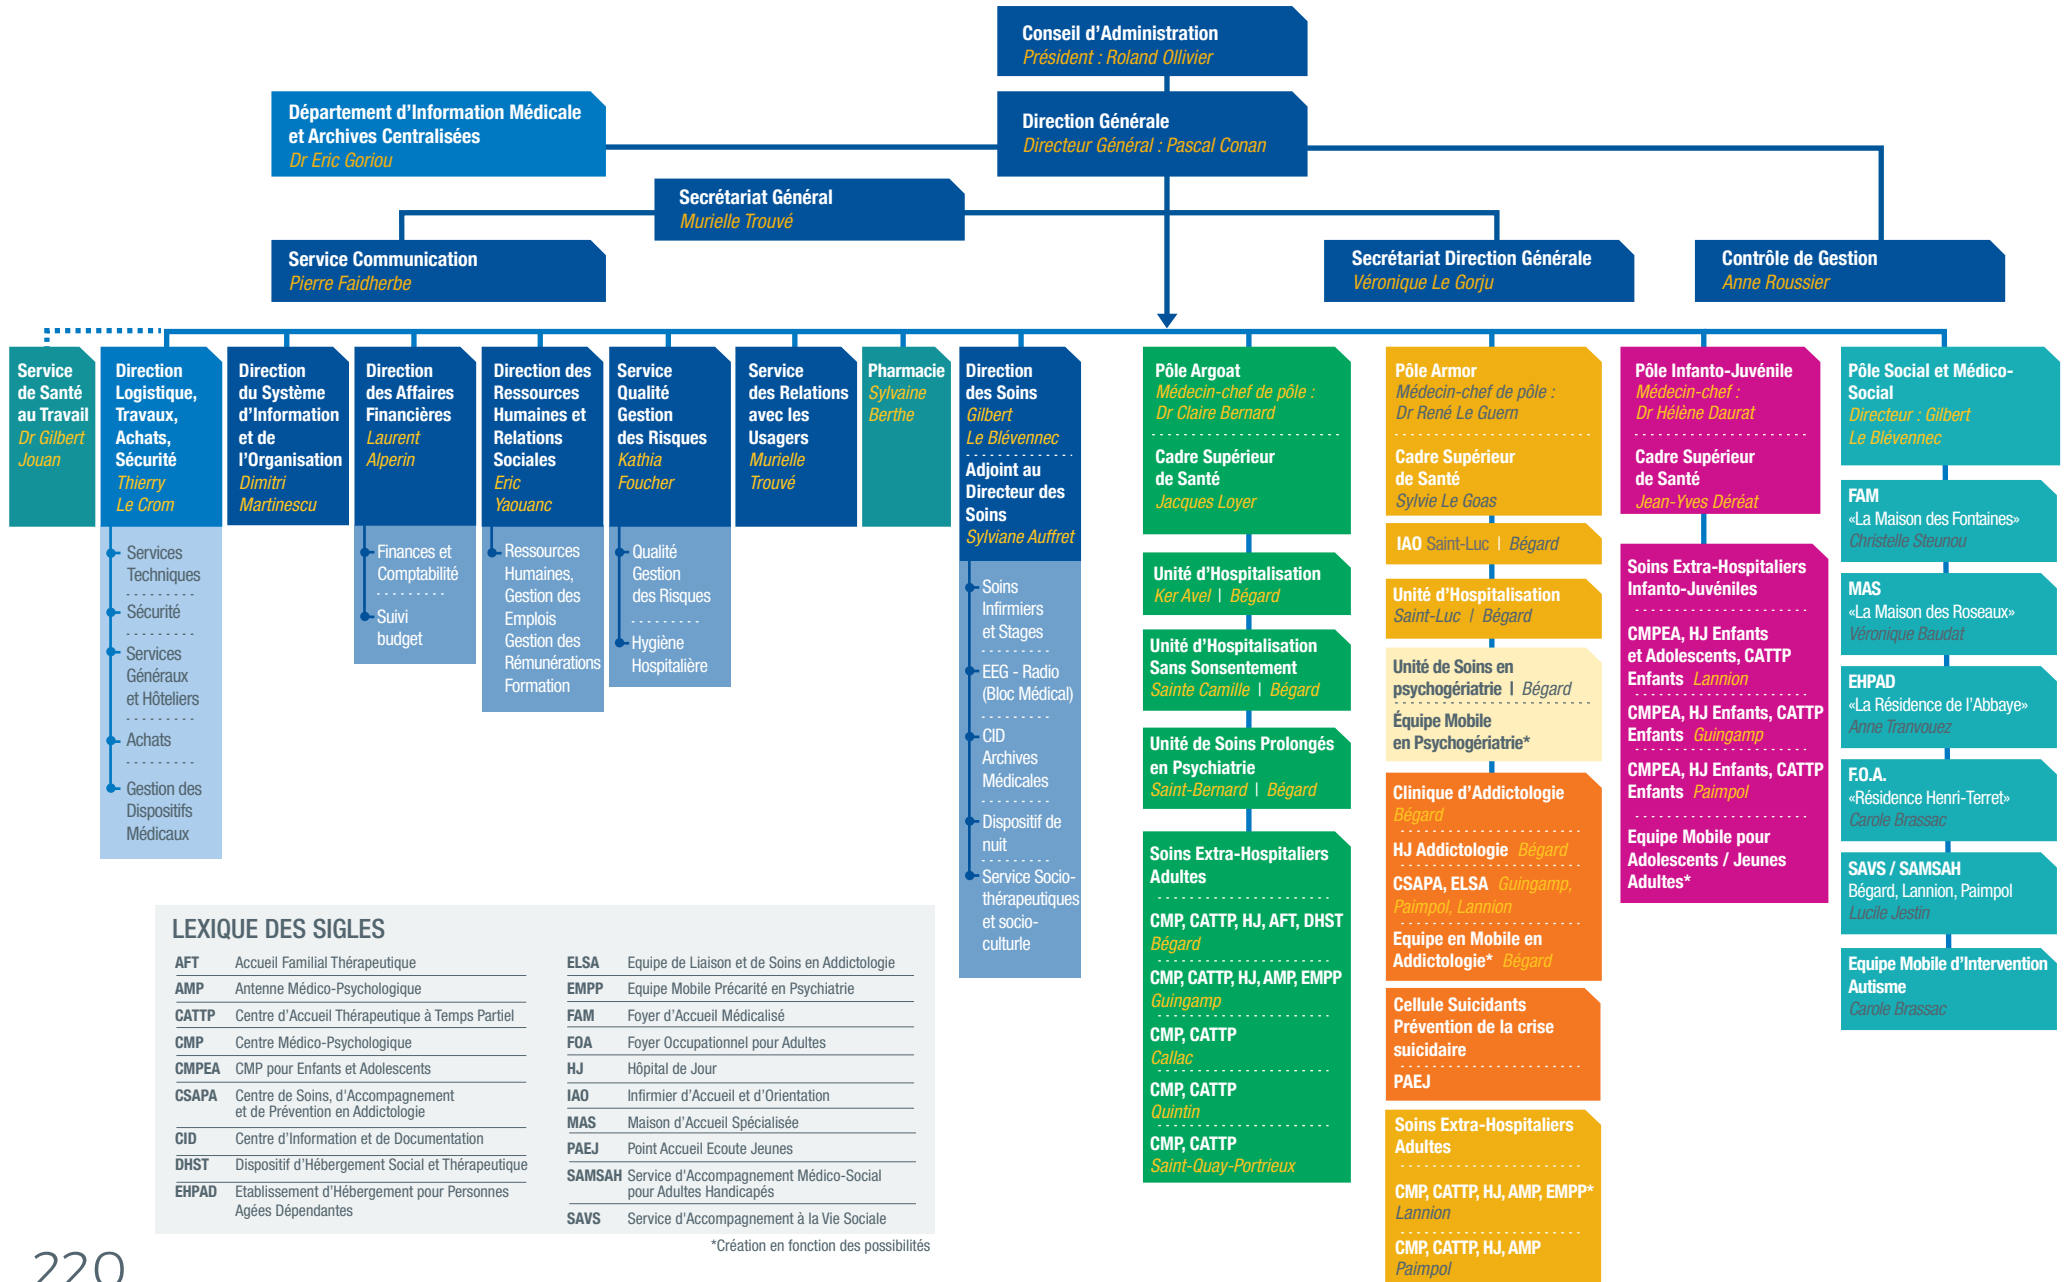 Conseil d’Administration
Président : Roland Ollivier
Département d’Information Médicale
et Archives Centralisées
Dr Eric Goriou
Direction Générale
Directeur Général : Pascal Conan
Secrétariat Général
Murielle Trouvé
Service Communication
Pierre Faidherbe
Secrétariat Direction Générale
Véronique Le Gorju
Contrôle de Gestion
Anne Roussier
Service
de Santé
au Travail
Dr Gilbert
Jouan
Direction
Logistique,
Travaux,
Achats,
Sécurité
Thierry
Le Crom
Services
Techniques
Sécurité
Services
Généraux
et Hôteliers
Achats
Gestion des
Dispositifs
Médicaux
Direction
du Système
d’Information
et de
l’Organisation
Dimitri
Martinescu
Direction
des Affaires
Financières
Laurent
Alperin
Finances et
Comptabilité
Suivi
budget
Direction des
Ressources
Humaines et
Relations
Sociales
Eric
Yaouanc
Ressources
Humaines,
Gestion des
Emplois
Gestion des
Rémunérations
Formation
Service
Qualité
Gestion
des Risques
Kathia
Foucher
Qualité
Gestion
des Risques
Hygiène
Hospitalière
Service
des Relations
avec les
Usagers
Murielle
Trouvé
Pharmacie
Sylvaine
Berthe
Direction
des Soins
Gilbert
Le Blévennec
Adjoint au
Directeur des
Soins
Sylviane Auffret
Soins
Infirmiers
et Stages
EEG - Radio
(Bloc Médical)
CID
Archives
Médicales
Dispositif de
nuit
Service Socio-
thérapeutiques
et socio-
culturle
Pôle Argoat
Médecin-chef de pôle :
Dr Claire Bernard
Cadre Supérieur
de Santé
Jacques Loyer
Unité d’Hospitalisation
Ker Avel | Bégard
Unité d’Hospitalisation
Sans Sonsentement
Sainte Camille | Bégard
Unité de Soins Prolongés
en Psychiatrie
Saint-Bernard | Bégard
Soins Extra-Hospitaliers
Adultes
CMP, CATTP, HJ, AFT, DHST
Bégard
CMP, CATTP, HJ, AMP, EMPP
Guingamp
CMP, CATTP
Callac
CMP, CATTP
Quintin
CMP, CATTP
Saint-Quay-Portrieux
Pôle Armor
Médecin-chef de pôle :
Dr René Le Guern
Cadre Supérieur
de Santé
Sylvie Le Goas
IAO Saint-Luc | Bégard
Unité d’Hospitalisation
Saint-Luc | Bégard
Unité de Soins en
psychogériatrie | Bégard
Équipe Mobile
en Psychogériatrie*
Clinique d’Addictologie
Bégard
HJ Addictologie Bégard
CSAPA, ELSA Guingamp,
Paimpol, Lannion
Equipe en Mobile en
Addictologie* Bégard
Cellule Suicidants
Prévention de la crise
suicidaire
PAEJ
Soins Extra-Hospitaliers
Adultes
CMP, CATTP, HJ, AMP, EMPP*
Lannion
CMP, CATTP, HJ, AMP
Paimpol
Pôle Infanto-Juvénile
Médecin-chef :
Dr Hélène Daurat
Cadre Supérieur
de Santé
Jean-Yves Déréat
Soins Extra-Hospitaliers
Infanto-Juvéniles
CMPEA, HJ Enfants
et Adolescents, CATTP
Enfants Lannion
CMPEA, HJ Enfants, CATTP
Enfants Guingamp
CMPEA, HJ Enfants, CATTP
Enfants Paimpol
Equipe Mobile pour
Adolescents / Jeunes
Adultes*
Pôle Social et Médico-
Social
Directeur : Gilbert
Le Blévennec
FAM
«La Maison des Fontaines»
Christelle Steunou
MAS
«La Maison des Roseaux»
Véronique Baudat
EHPAD
«La Résidence de l’Abbaye»
Anne Tranvouez
F.O.A.
«Résidence Henri-Terret»
Carole Brassac
SAVS / SAMSAH
Bégard, Lannion, Paimpol
Lucile Jestin
Equipe Mobile d’Intervention
Autisme
Carole Brassac
LEXIQUE DES SIGLES
AFT Accueil Familial Thérapeutique
AMP Antenne Médico-Psychologique
CATTP Centre d’Accueil Thérapeutique à Temps Partiel
CMP Centre Médico-Psychologique
CMPEA CMP pour Enfants et Adolescents
CSAPA Centre de Soins, d'Accompagnement
et de Prévention en Addictologie
CID Centre d’Information et de Documentation
DHST Dispositif d’Hébergement Social et Thérapeutique
EHPAD Etablissement d’Hébergement pour Personnes
Agées Dépendantes
ELSA Equipe de Liaison et de Soins en Addictologie
EMPP Equipe Mobile Précarité en Psychiatrie
FAM Foyer d’Accueil Médicalisé
FOA Foyer Occupationnel pour Adultes
HJ Hôpital de Jour
IAO Infirmier d’Accueil et d’Orientation
MAS Maison d’Accueil Spécialisée
PAEJ Point Accueil Ecoute Jeunes
SAMSAH Service d'Accompagnement Médico-Social
pour Adultes Handicapés
SAVS Service d'Accompagnement à la Vie Sociale
*Création en fonction des possibilités
220